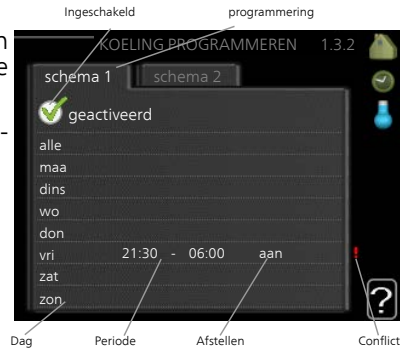 Ingeschakeld programmering
n
KOELING PROGRAMMEREN 1.3.2
e
schema 1 schema 2
geactiveerd
-
alle
maa
dins
wo
don
vri 21:30 - 06:00 aan !
zat
zon
?
Dag Periode Afstellen Conflict